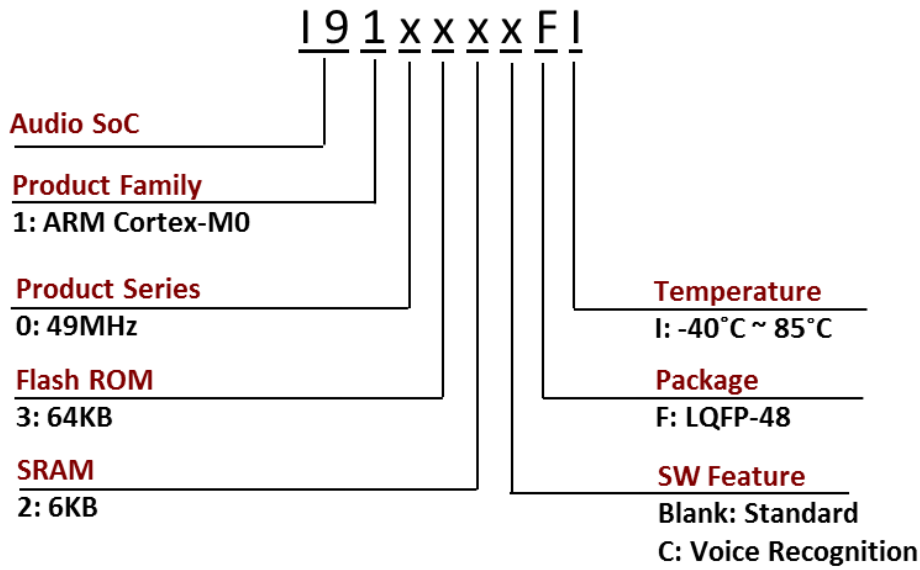 I 9 1 x x x x F I
Audio SoC
Product Family
1: ARM Cortex-M0
Product Series
0: 49MHz
Flash ROM
3: 64KB
SRAM
2: 6KB
Temperature
I: -40˚C ~ 85˚C
Package
F: LQFP-48
SW Feature
Blank: Standard
C: Voice Recognition